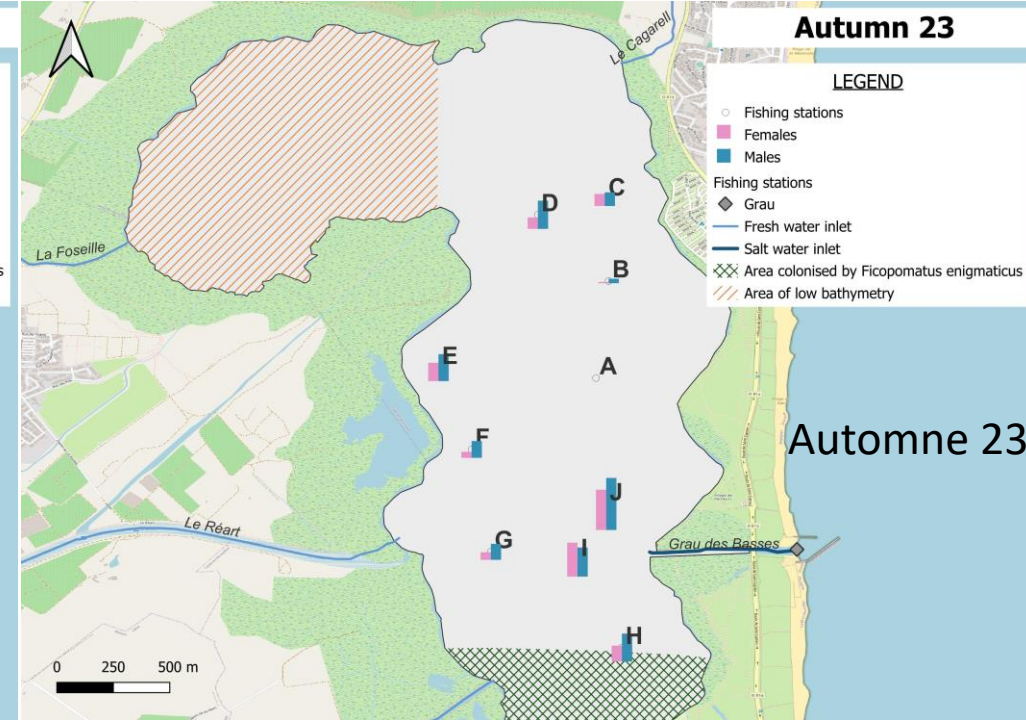 Autumn 23
LEGEND
Fishing stations
Females
Males
Fishing stations
Grau
Fresh water inlet
Salt water inlet
Area colonised by Ficopomatus enigmaticus
Area of low bathymetry
Le Cagarell
La Foseille
D
C
B
E
A
F
Automne 23
J
Le Réart
G
I
Grau des Basses
H
0 250 500 m
s